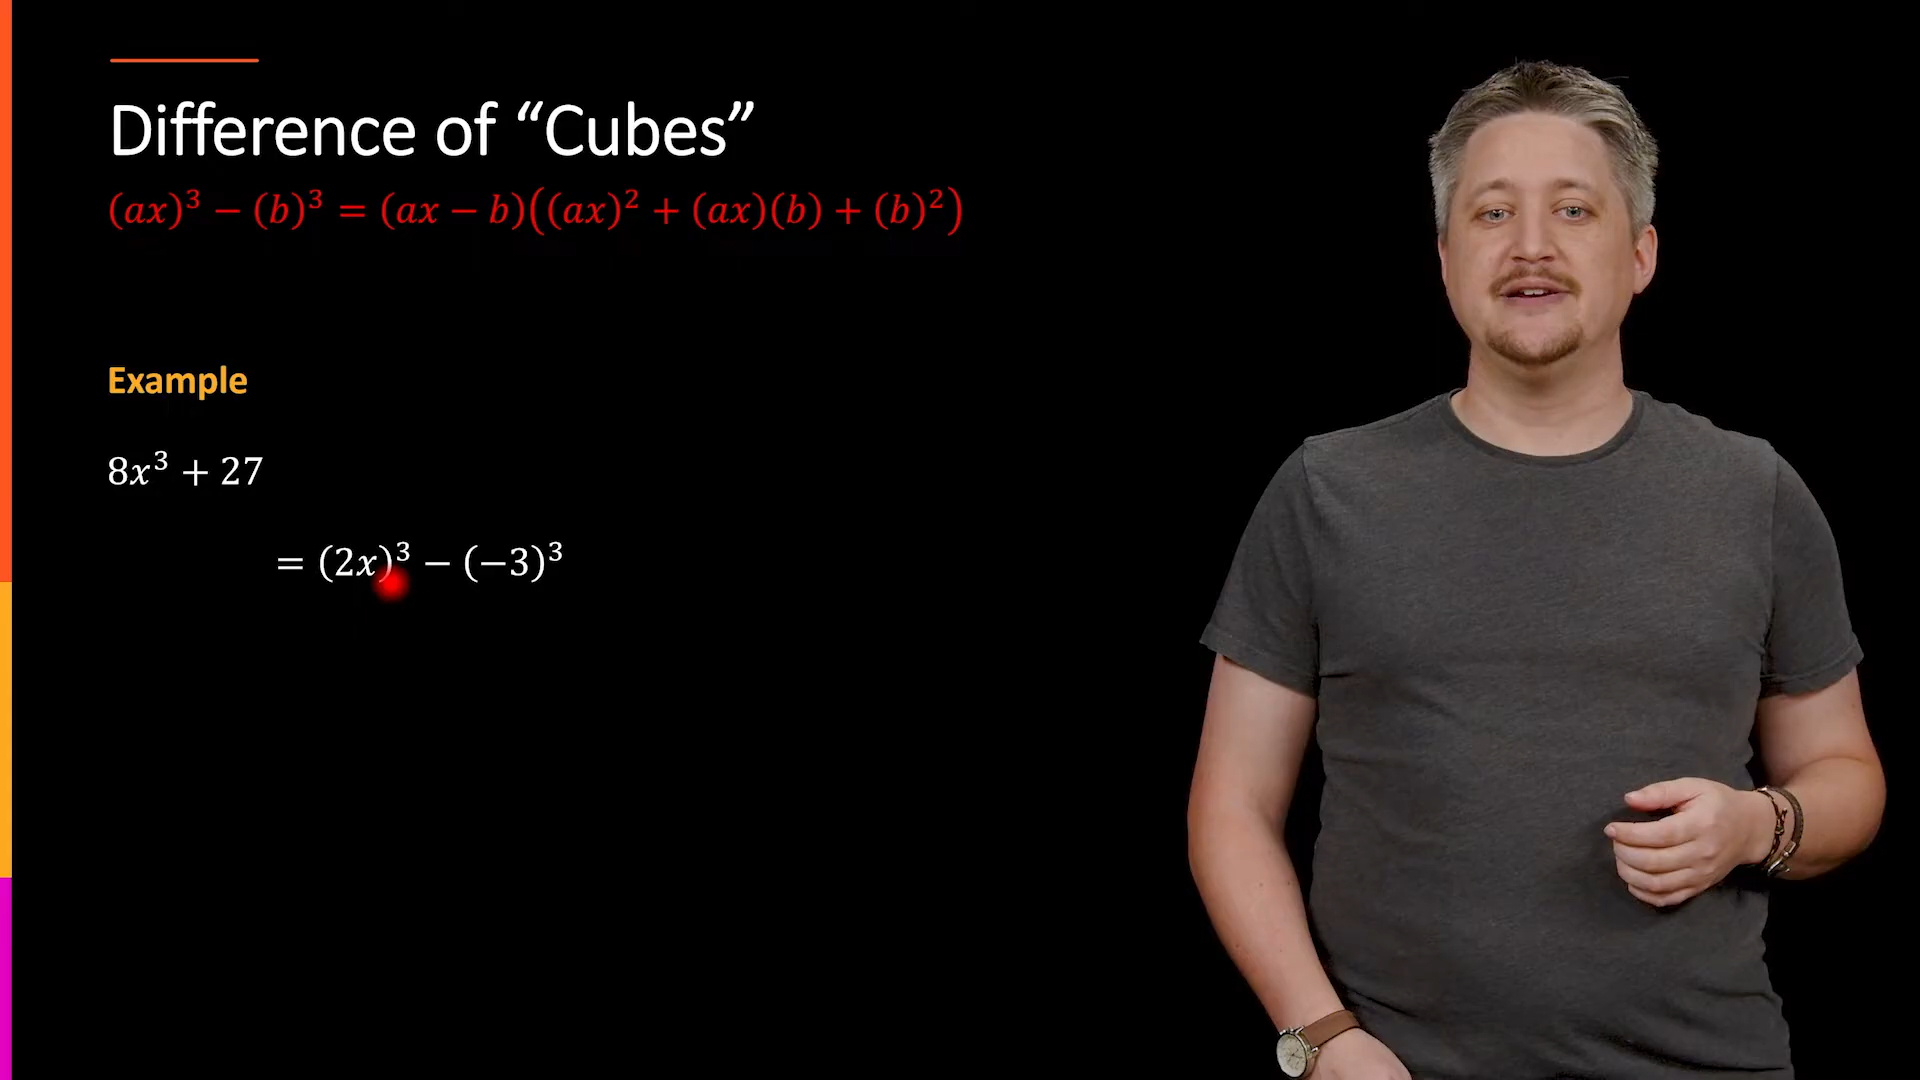 Difference of “Cubes”
(ax)³ − (b)³ = (ax − b)((ax)² + (ax)(b) + (b)²)
Example
8x³ + 27
= (2x)³ − (−3)³